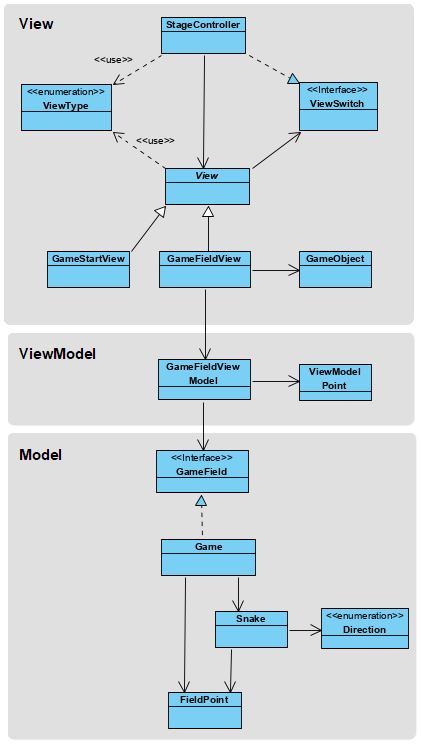 View
StageController
<<use>>
<<enumeration>>
ViewType
<<Interface>>
ViewSwitch
<<use>>
View
GameStartView
GameFieldView
GameObject
ViewModel
GameFieldView
Model
ViewModel
Point
Model
<<Interface>>
GameField
Game
Snake
<<enumeration>>
Direction
FieldPoint